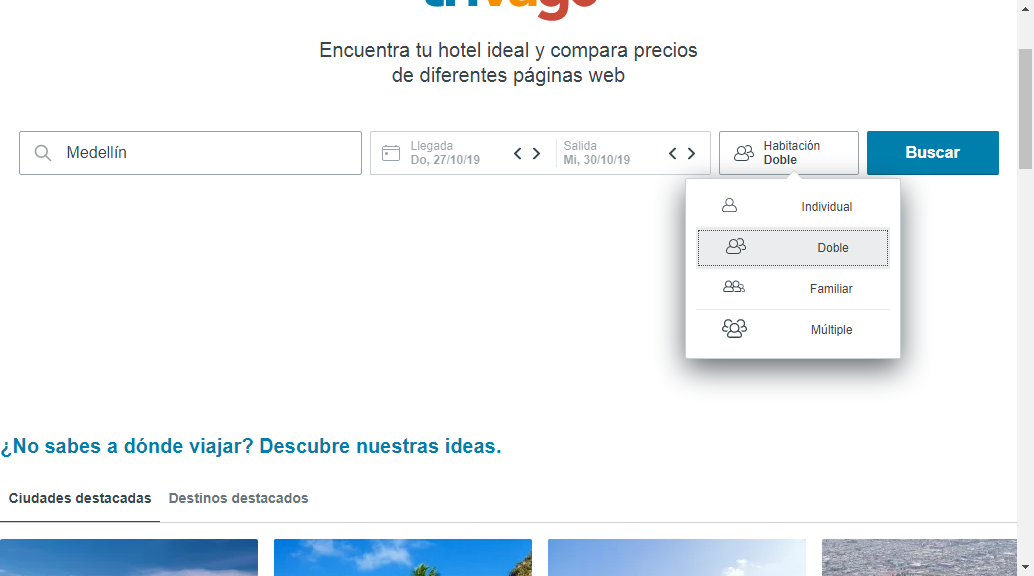 trivago
Encuentra tu hotel ideal y compara precios
de diferentes páginas web
Medellín
Llegada
Do, 27/10/19
Salida
Mi, 30/10/19
Habitación
Doble
Buscar
Individual
Doble
Familiar
Múltiple
¿No sabes a dónde viajar? Descubre nuestras ideas.
Ciudades destacadas
Destinos destacados